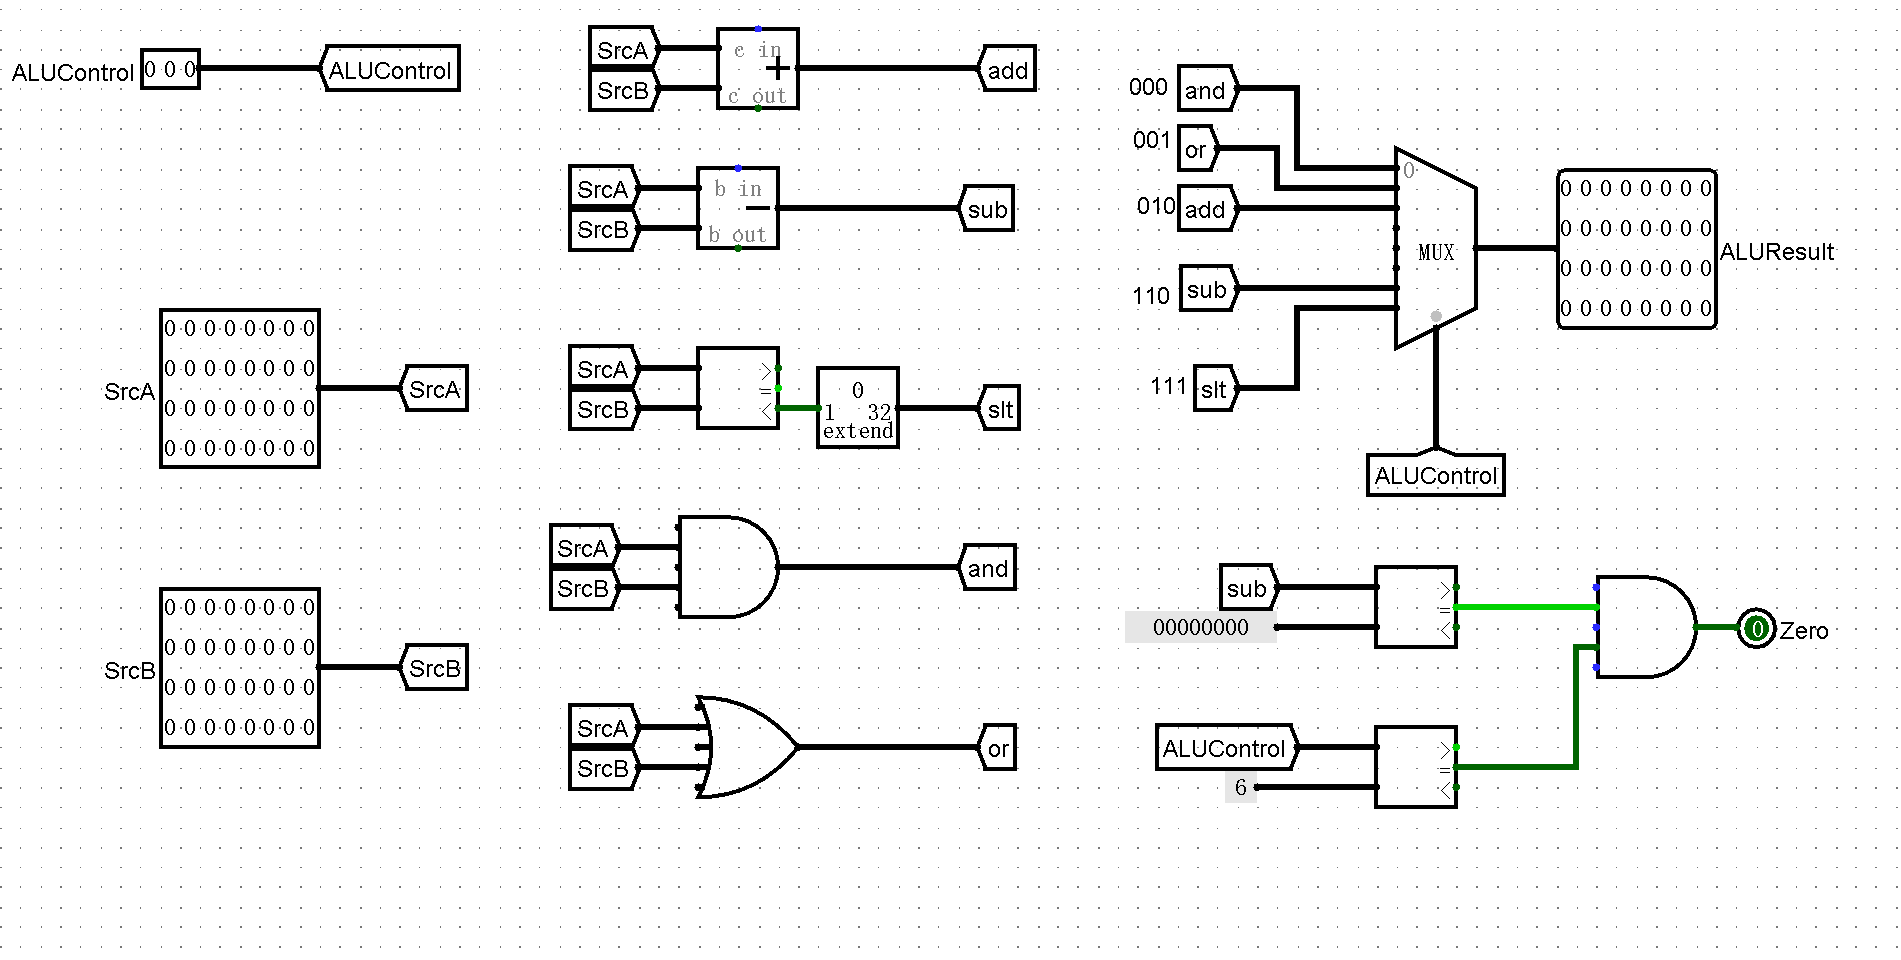 ALUControl
0 0 0
ALUControl
SrcA
0 0 0 0 0 0 0 0
0 0 0 0 0 0 0 0
0 0 0 0 0 0 0 0
0 0 0 0 0 0 0 0
SrcA
SrcB
0 0 0 0 0 0 0 0
0 0 0 0 0 0 0 0
0 0 0 0 0 0 0 0
0 0 0 0 0 0 0 0
SrcB
SrcA
SrcB
c in
+
c out
add
SrcA
SrcB
b in
−
b out
sub
SrcA
SrcB
>
=
<
0
1 32
extend
slt
SrcA
SrcB
and
SrcA
SrcB
or
000 and
001 or
010 add
110 sub
111 slt
0
MUX
ALUControl
0 0 0 0 0 0 0 0
0 0 0 0 0 0 0 0
0 0 0 0 0 0 0 0
0 0 0 0 0 0 0 0
ALUResult
sub
00000000
>
=
<
ALUControl
6
>
=
<
0
Zero